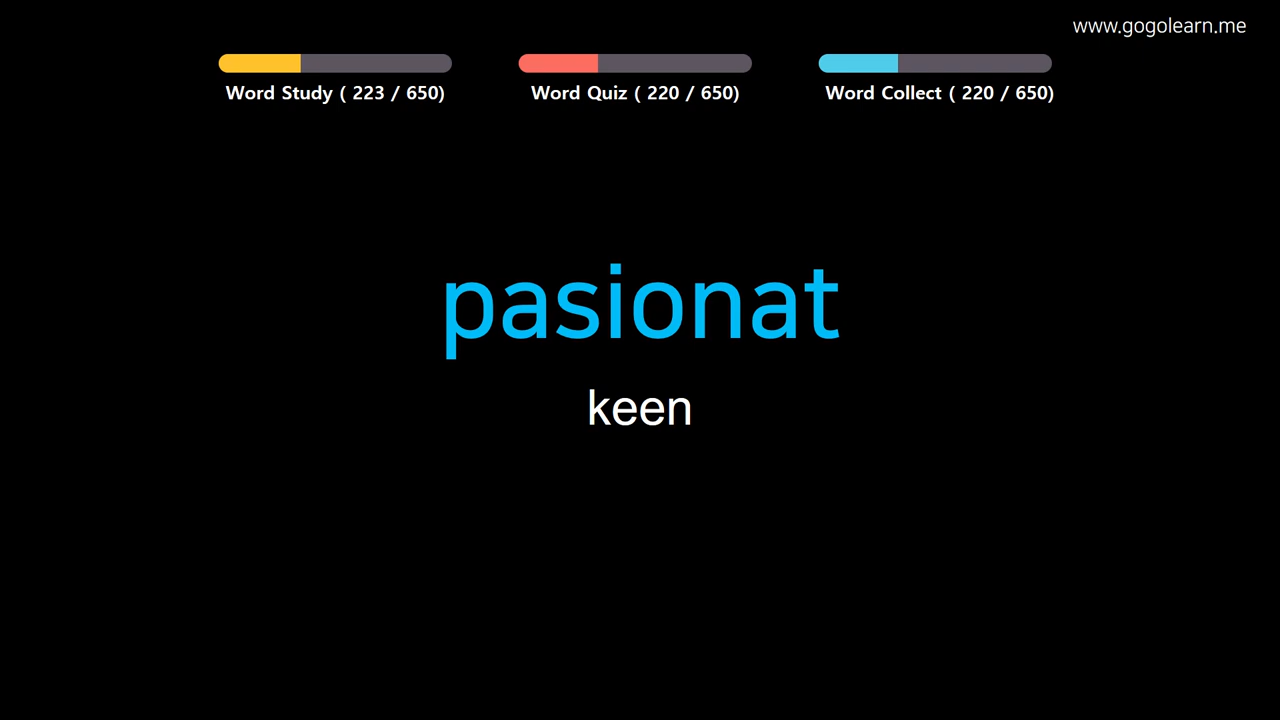 www.gogolearn.me
Word Study ( 223 / 650)
Word Quiz ( 220 / 650)
Word Collect ( 220 / 650)
pasionat
keen